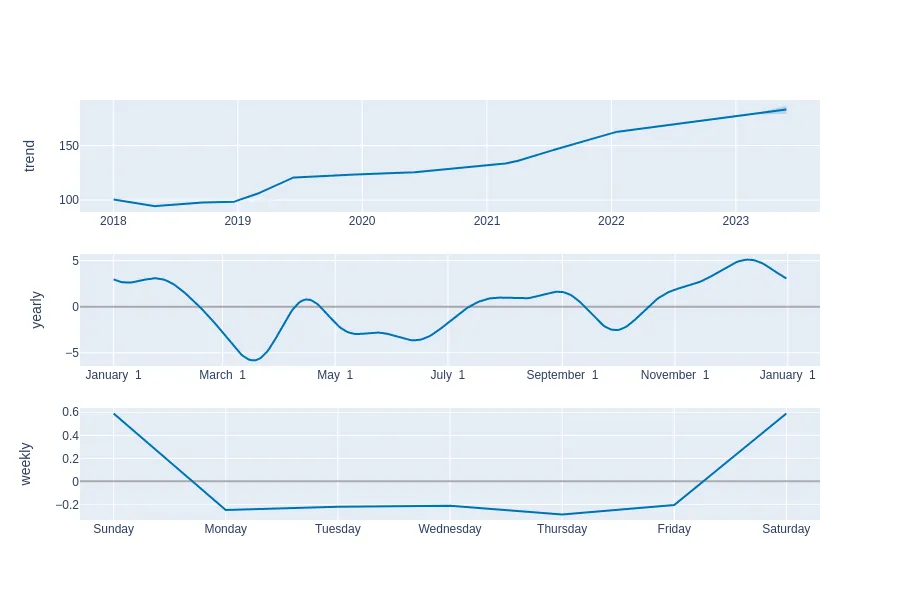 trend
150
100
2018 2019 2020 2021 2022 2023
yearly
5
0
−5
January 1 March 1 May 1 July 1 September 1 November 1 January 1
weekly
0.6
0.4
0.2
0
−0.2
Sunday Monday Tuesday Wednesday Thursday Friday Saturday